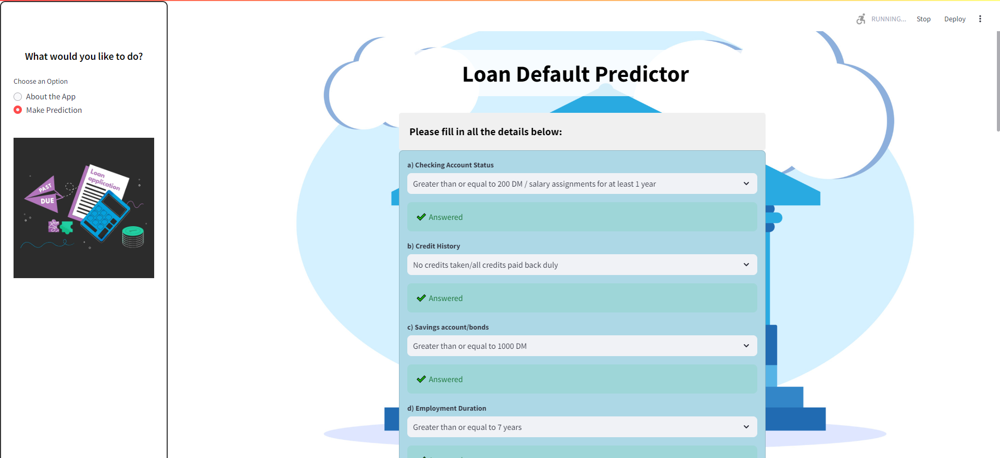 RUNNING...
Stop
Deploy
What would you like to do?
Choose an Option
About the App
Make Prediction
Loan
application
PAST
DUE
Loan Default Predictor
Please fill in all the details below:
a) Checking Account Status
Greater than or equal to 200 DM / salary assignments for at least 1 year
Answered
b) Credit History
No credits taken/all credits paid back duly
Answered
c) Savings account/bonds
Greater than or equal to 1000 DM
Answered
d) Employment Duration
Greater than or equal to 7 years